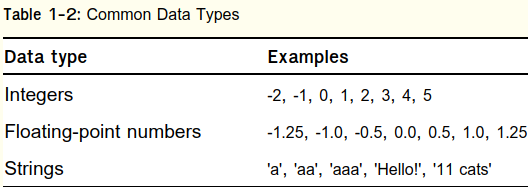 Table 1-2: Common Data Types
Data type Examples
Integers -2, -1, 0, 1, 2, 3, 4, 5
Floating-point numbers -1.25, -1.0, -0.5, 0.0, 0.5, 1.0, 1.25
Strings 'a', 'aa', 'aaa', 'Hello!', '11 cats'